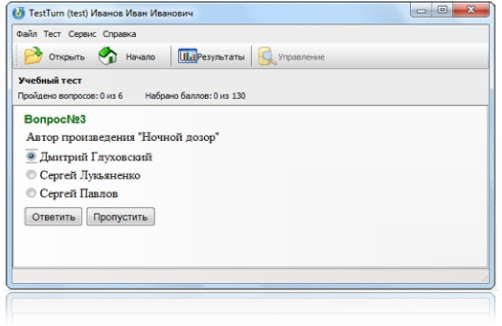 TestTurn (test) Иванов Иван Иванович
Файл Тест Сервис Справка
Открыть Начало Результаты Управление
Учебный тест
Пройдено вопросов: 0 из 6 Набрано баллов: 0 из 130
Вопрос№3
Автор произведения "Ночной дозор"
Дмитрий Глуховский
Сергей Лукьяненко
Сергей Павлов
Ответить Пропустить